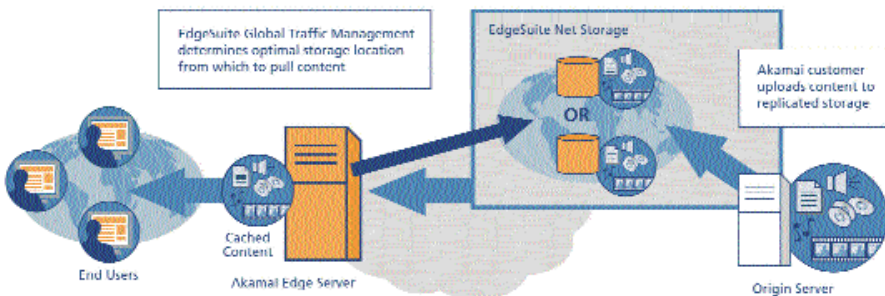 EdgeSuite Global Traffic Management
determines optimal storage location
from which to pull content
EdgeSuite Net Storage
Akamai customer
uploads content to
replicated storage
OR
Cached
Content
End Users
Akamai Edge Server
Origin Server